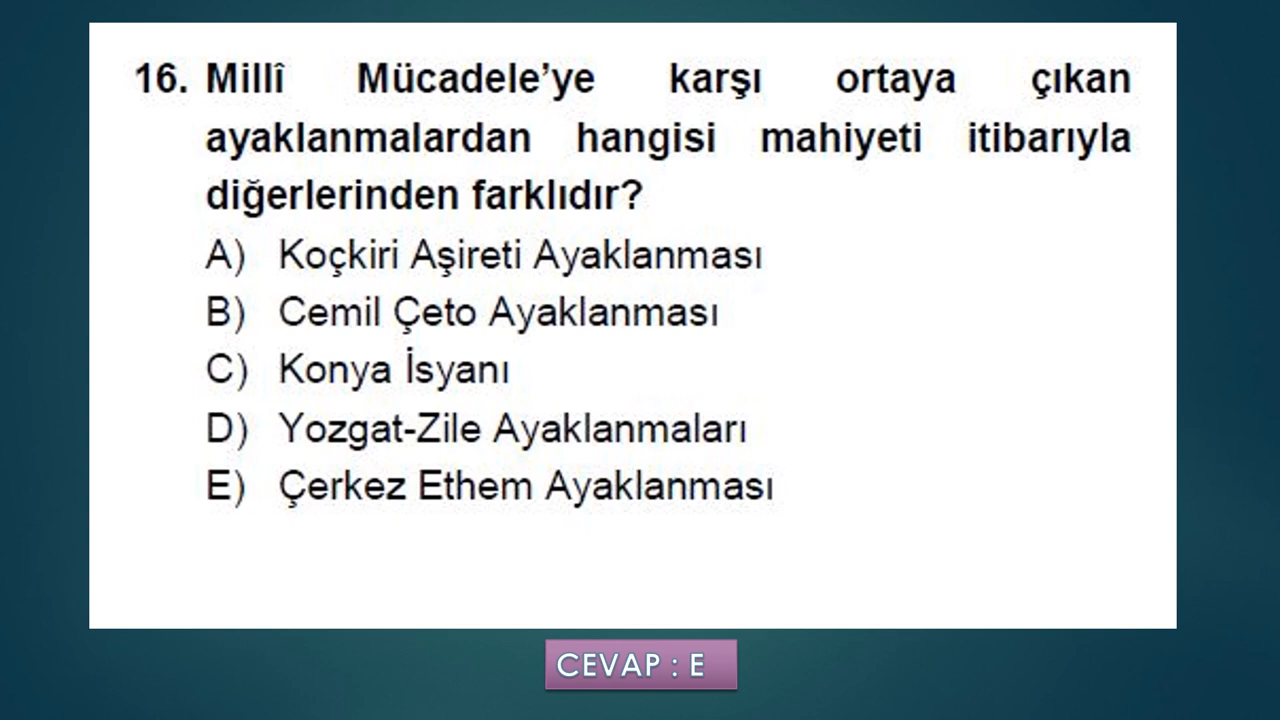 16. Millî Mücadele’ye karşı ortaya çıkan
ayaklanmalardan hangisi mahiyeti itibarıyla
diğerlerinden farklıdır?
A) Koçkiri Aşireti Ayaklanması
B) Cemil Çeto Ayaklanması
C) Konya İsyanı
D) Yozgat-Zile Ayaklanmaları
E) Çerkez Ethem Ayaklanması
CEVAP : E